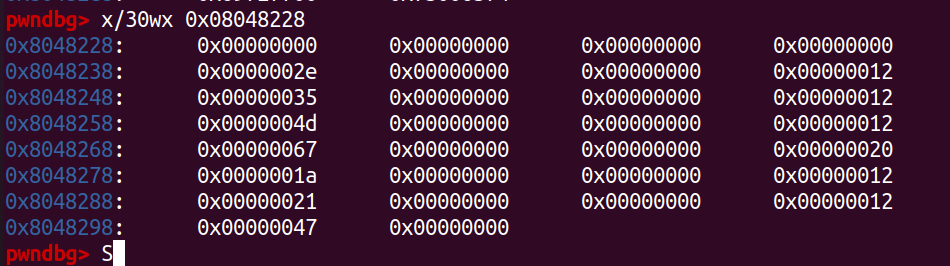 pwndbg> x/30wx 0x08048228
0x8048228: 0x00000000 0x00000000 0x00000000 0x00000000
0x8048238: 0x0000002e 0x00000000 0x00000000 0x00000012
0x8048248: 0x00000035 0x00000000 0x00000000 0x00000012
0x8048258: 0x0000004d 0x00000000 0x00000000 0x00000012
0x8048268: 0x00000067 0x00000000 0x00000000 0x00000020
0x8048278: 0x0000001a 0x00000000 0x00000000 0x00000012
0x8048288: 0x00000021 0x00000000 0x00000000 0x00000012
0x8048298: 0x00000047 0x00000000
pwndbg> S